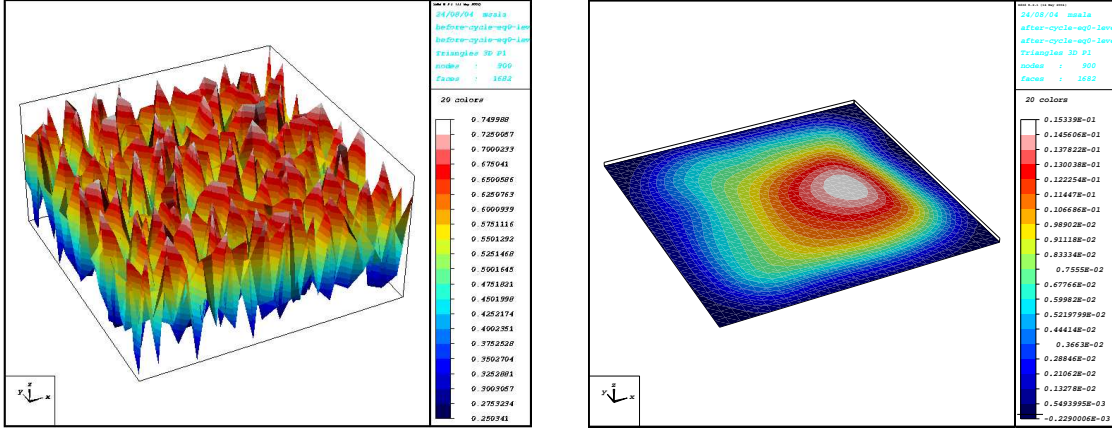 24/08/04 msala
before-cycle-eq0-lev
before-cycle-eq0-lev
Triangles 3D P1
nodes : 900
faces : 1682
20 colors
0.749988
0.7250057
0.7000233
0.675041
0.6500586
0.6250763
0.6000939
0.5751116
0.5501292
0.5251468
0.5001645
0.4751821
0.4501998
0.4252174
0.4002351
0.3752528
0.3502704
0.3252881
0.3003057
0.2753234
0.250341
z
y
x
24/08/04 msala
after-cycle-eq0-leve
after-cycle-eq0-leve
Triangles 3D P1
nodes : 900
faces : 1682
20 colors
0.15339E-01
0.145606E-01
0.137822E-01
0.130038E-01
0.122254E-01
0.11447E-01
0.106686E-01
0.98902E-02
0.91118E-02
0.83334E-02
0.7555E-02
0.67766E-02
0.59982E-02
0.5219799E-02
0.44414E-02
0.3663E-02
0.28846E-02
0.21062E-02
0.13278E-02
0.5493995E-03
-0.2290006E-03
z
y
x